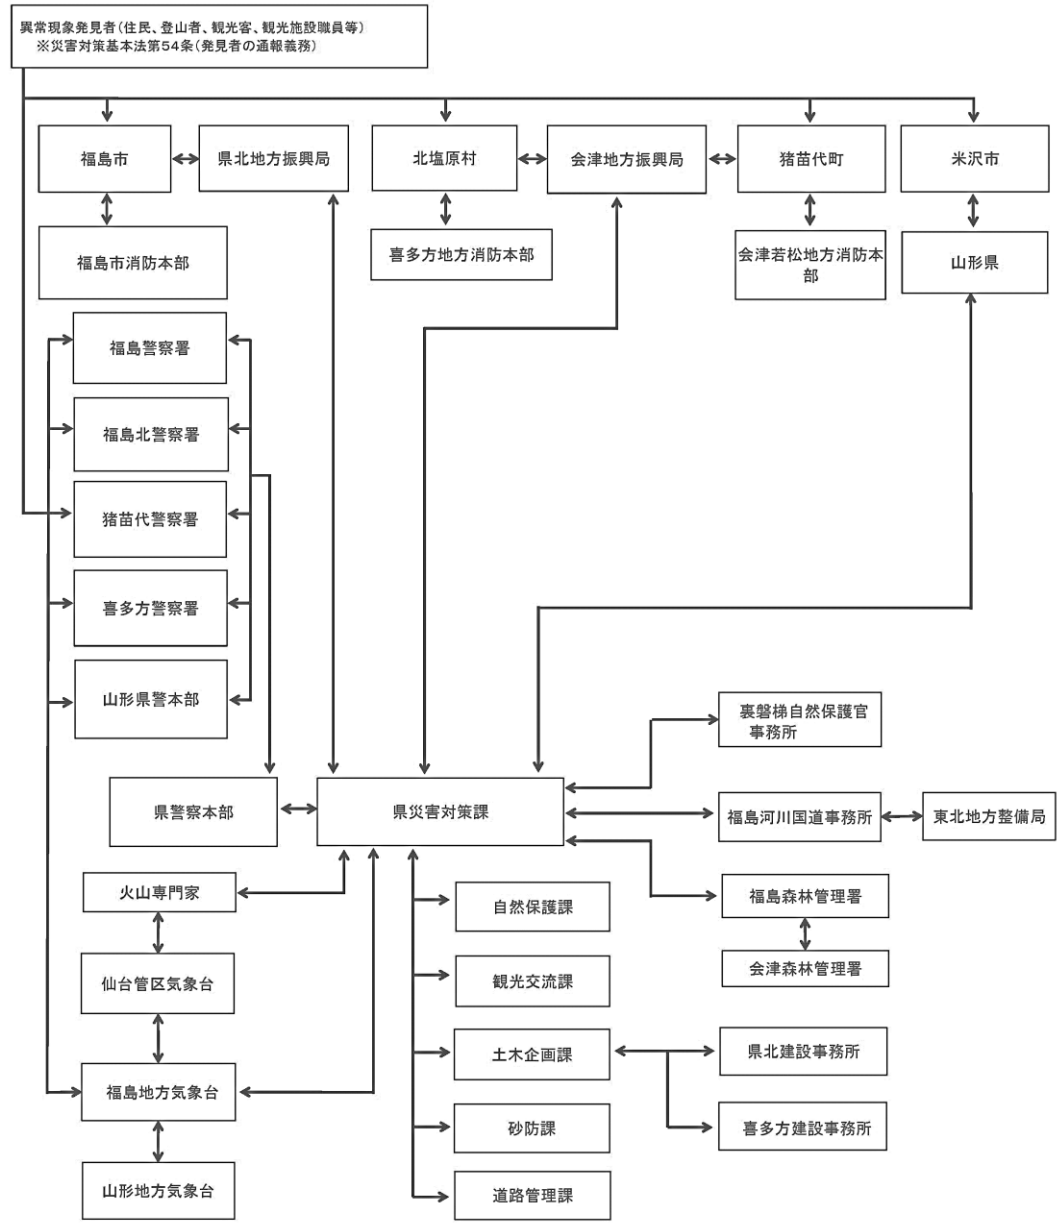 異常現象発見者(住民、登山者、観光客、観光施設職員等)
※災害対策基本法第54条(発見者の通報義務)
福島市
県北地方振興局
北塩原村
会津地方振興局
猪苗代町
米沢市
福島市消防本部
喜多方地方消防本部
会津若松地方消防本
部
山形県
福島警察署
福島北警察署
猪苗代警察署
喜多方警察署
山形県警本部
裏磐梯自然保護官
事務所
県警察本部
県災害対策課
福島河川国道事務所
東北地方整備局
火山専門家
自然保護課
福島森林管理署
仙台管区気象台
観光交流課
会津森林管理署
福島地方気象台
土木企画課
県北建設事務所
砂防課
喜多方建設事務所
山形地方気象台
道路管理課